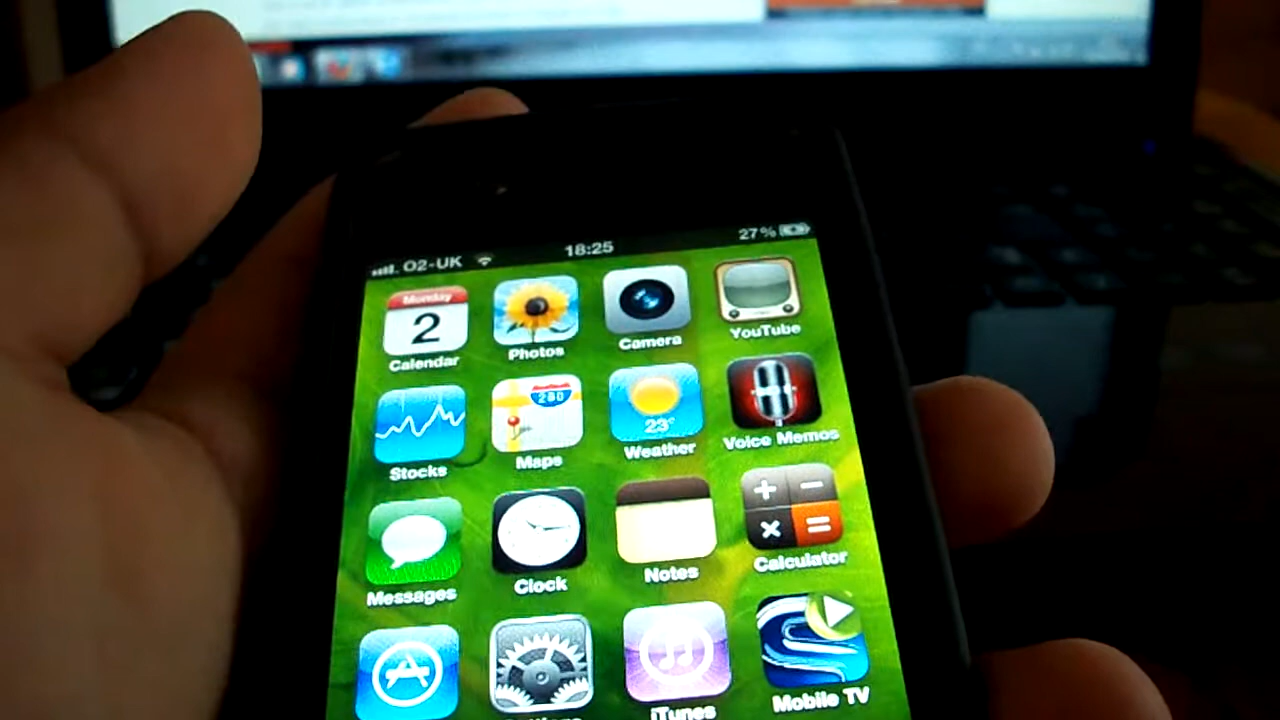 O2-UK 18:25 27%
Monday
2
280
23°
Calendar Photos Camera YouTube
Stocks Maps Weather Voice Memos
Messages Clock Notes Calculator
iTunes Mobile TV